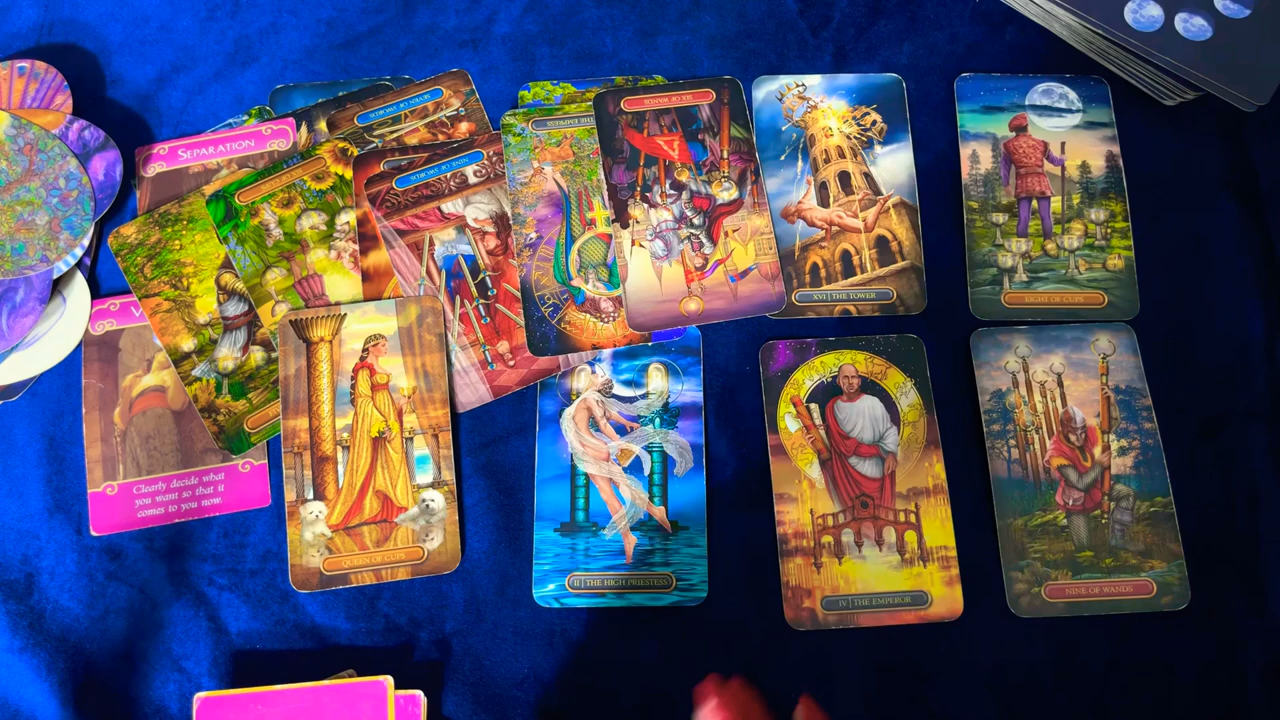 SEPARATION
SEVEN OF SWORDS
NINE OF SWORDS
THE EMPRESS
SIX OF WANDS
XVI | THE TOWER
EIGHT OF CUPS
Clearly decide what
you want so that it
comes to you now.
QUEEN OF CUPS
II | THE HIGH PRIESTESS
IV | THE EMPEROR
NINE OF WANDS